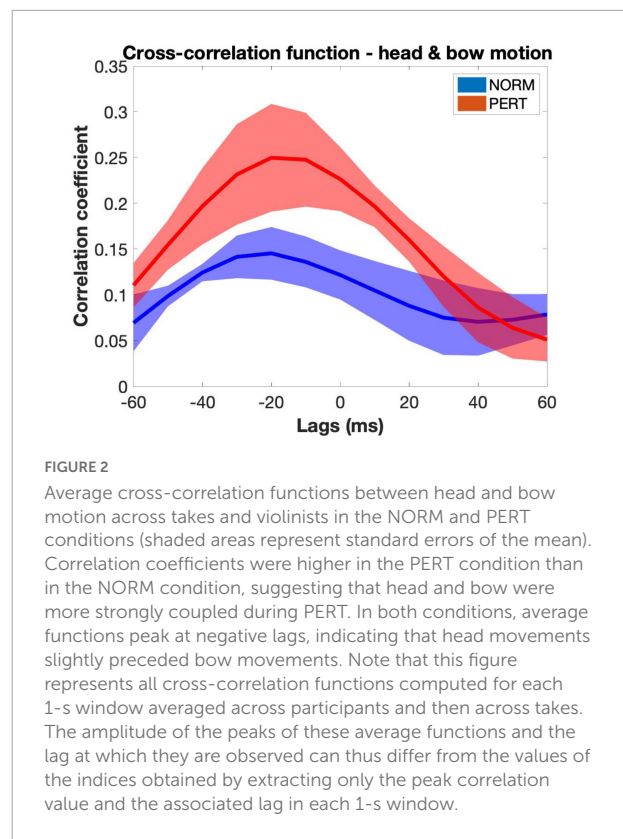 Cross-correlation function - head & bow motion
0.35
0.3
0.25
0.2
0.15
0.1
0.05
0
Correlation coefficient
NORM
PERT
-60 -40 -20 0 20 40 60
Lags (ms)
FIGURE 2
Average cross-correlation functions between head and bow
motion across takes and violinists in the NORM and PERT
conditions (shaded areas represent standard errors of the mean).
Correlation coefficients were higher in the PERT condition than
in the NORM condition, suggesting that head and bow were
more strongly coupled during PERT. In both conditions, average
functions peak at negative lags, indicating that head movements
slightly preceded bow movements. Note that this figure
represents all cross-correlation functions computed for each
1-s window averaged across participants and then across takes.
The amplitude of the peaks of these average functions and the
lag at which they are observed can thus differ from the values of
the indices obtained by extracting only the peak correlation
value and the associated lag in each 1-s window.